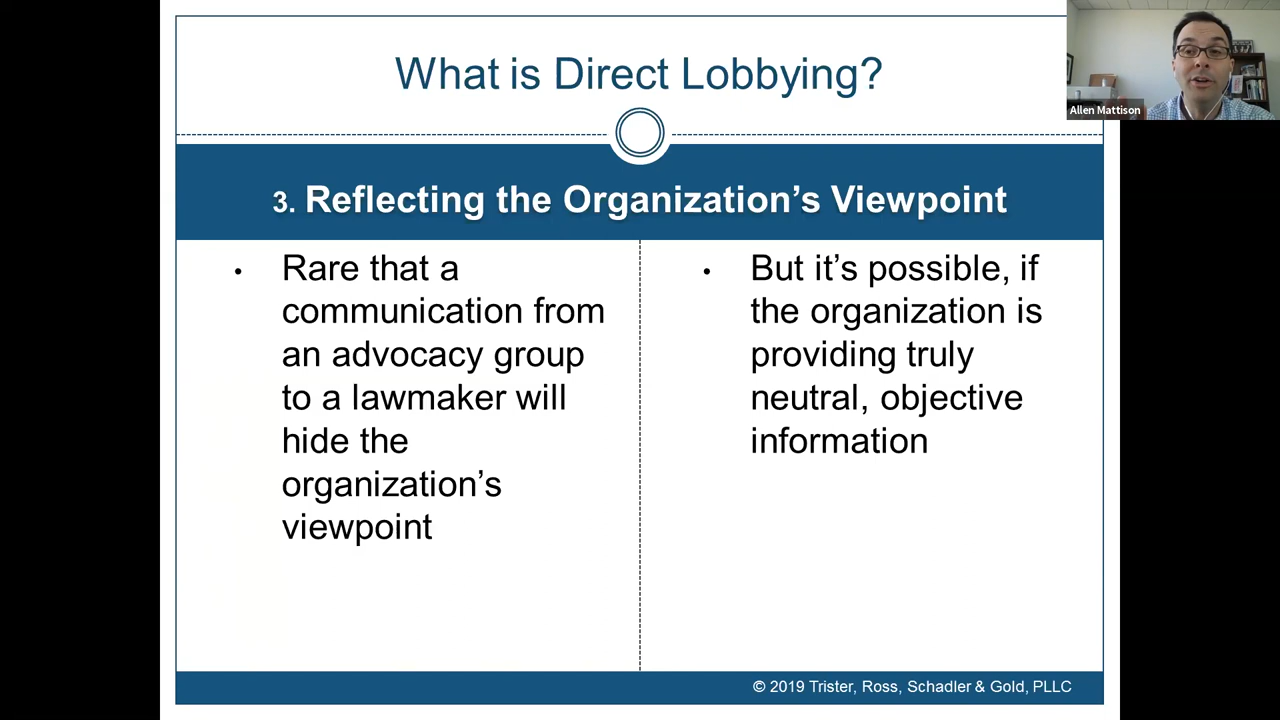 What is Direct Lobbying?
Allen Mattison
3. Reflecting the Organization’s Viewpoint
• Rare that a
communication from
an advocacy group
to a lawmaker will
hide the
organization’s
viewpoint
• But it’s possible, if
the organization is
providing truly
neutral, objective
information
© 2019 Trister, Ross, Schadler & Gold, PLLC